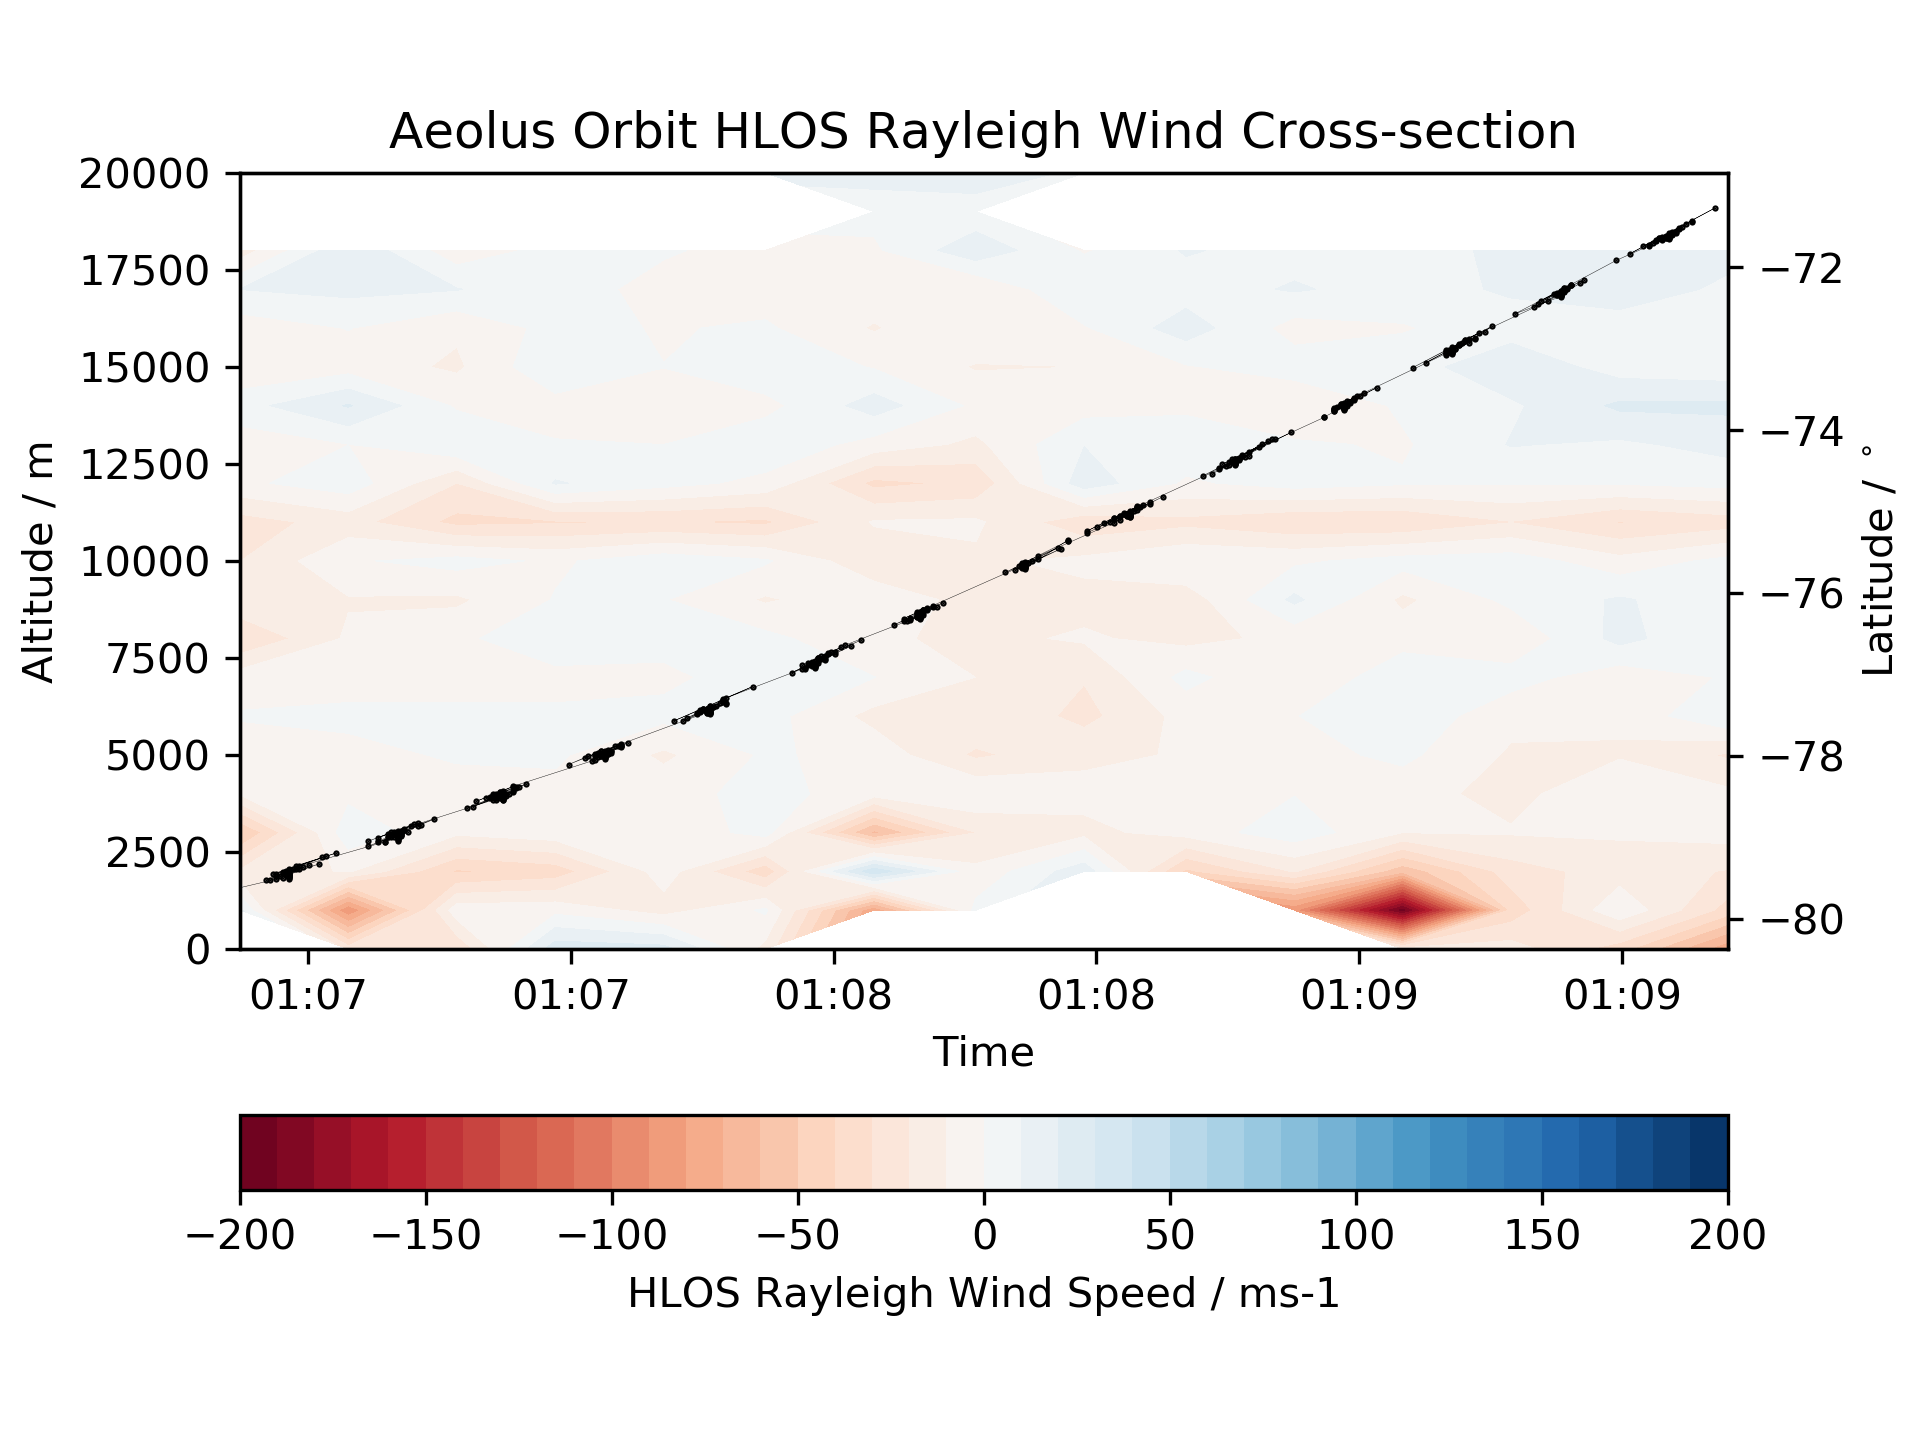 Aeolus Orbit HLOS Rayleigh Wind Cross-section
20000
17500
15000
12500
10000
7500
5000
2500
0
Altitude / m
−72
−74
−76
−78
−80
Latitude / °
01:07 01:07 01:08 01:08 01:09 01:09
Time
−200 −150 −100 −50 0 50 100 150 200
HLOS Rayleigh Wind Speed / ms-1